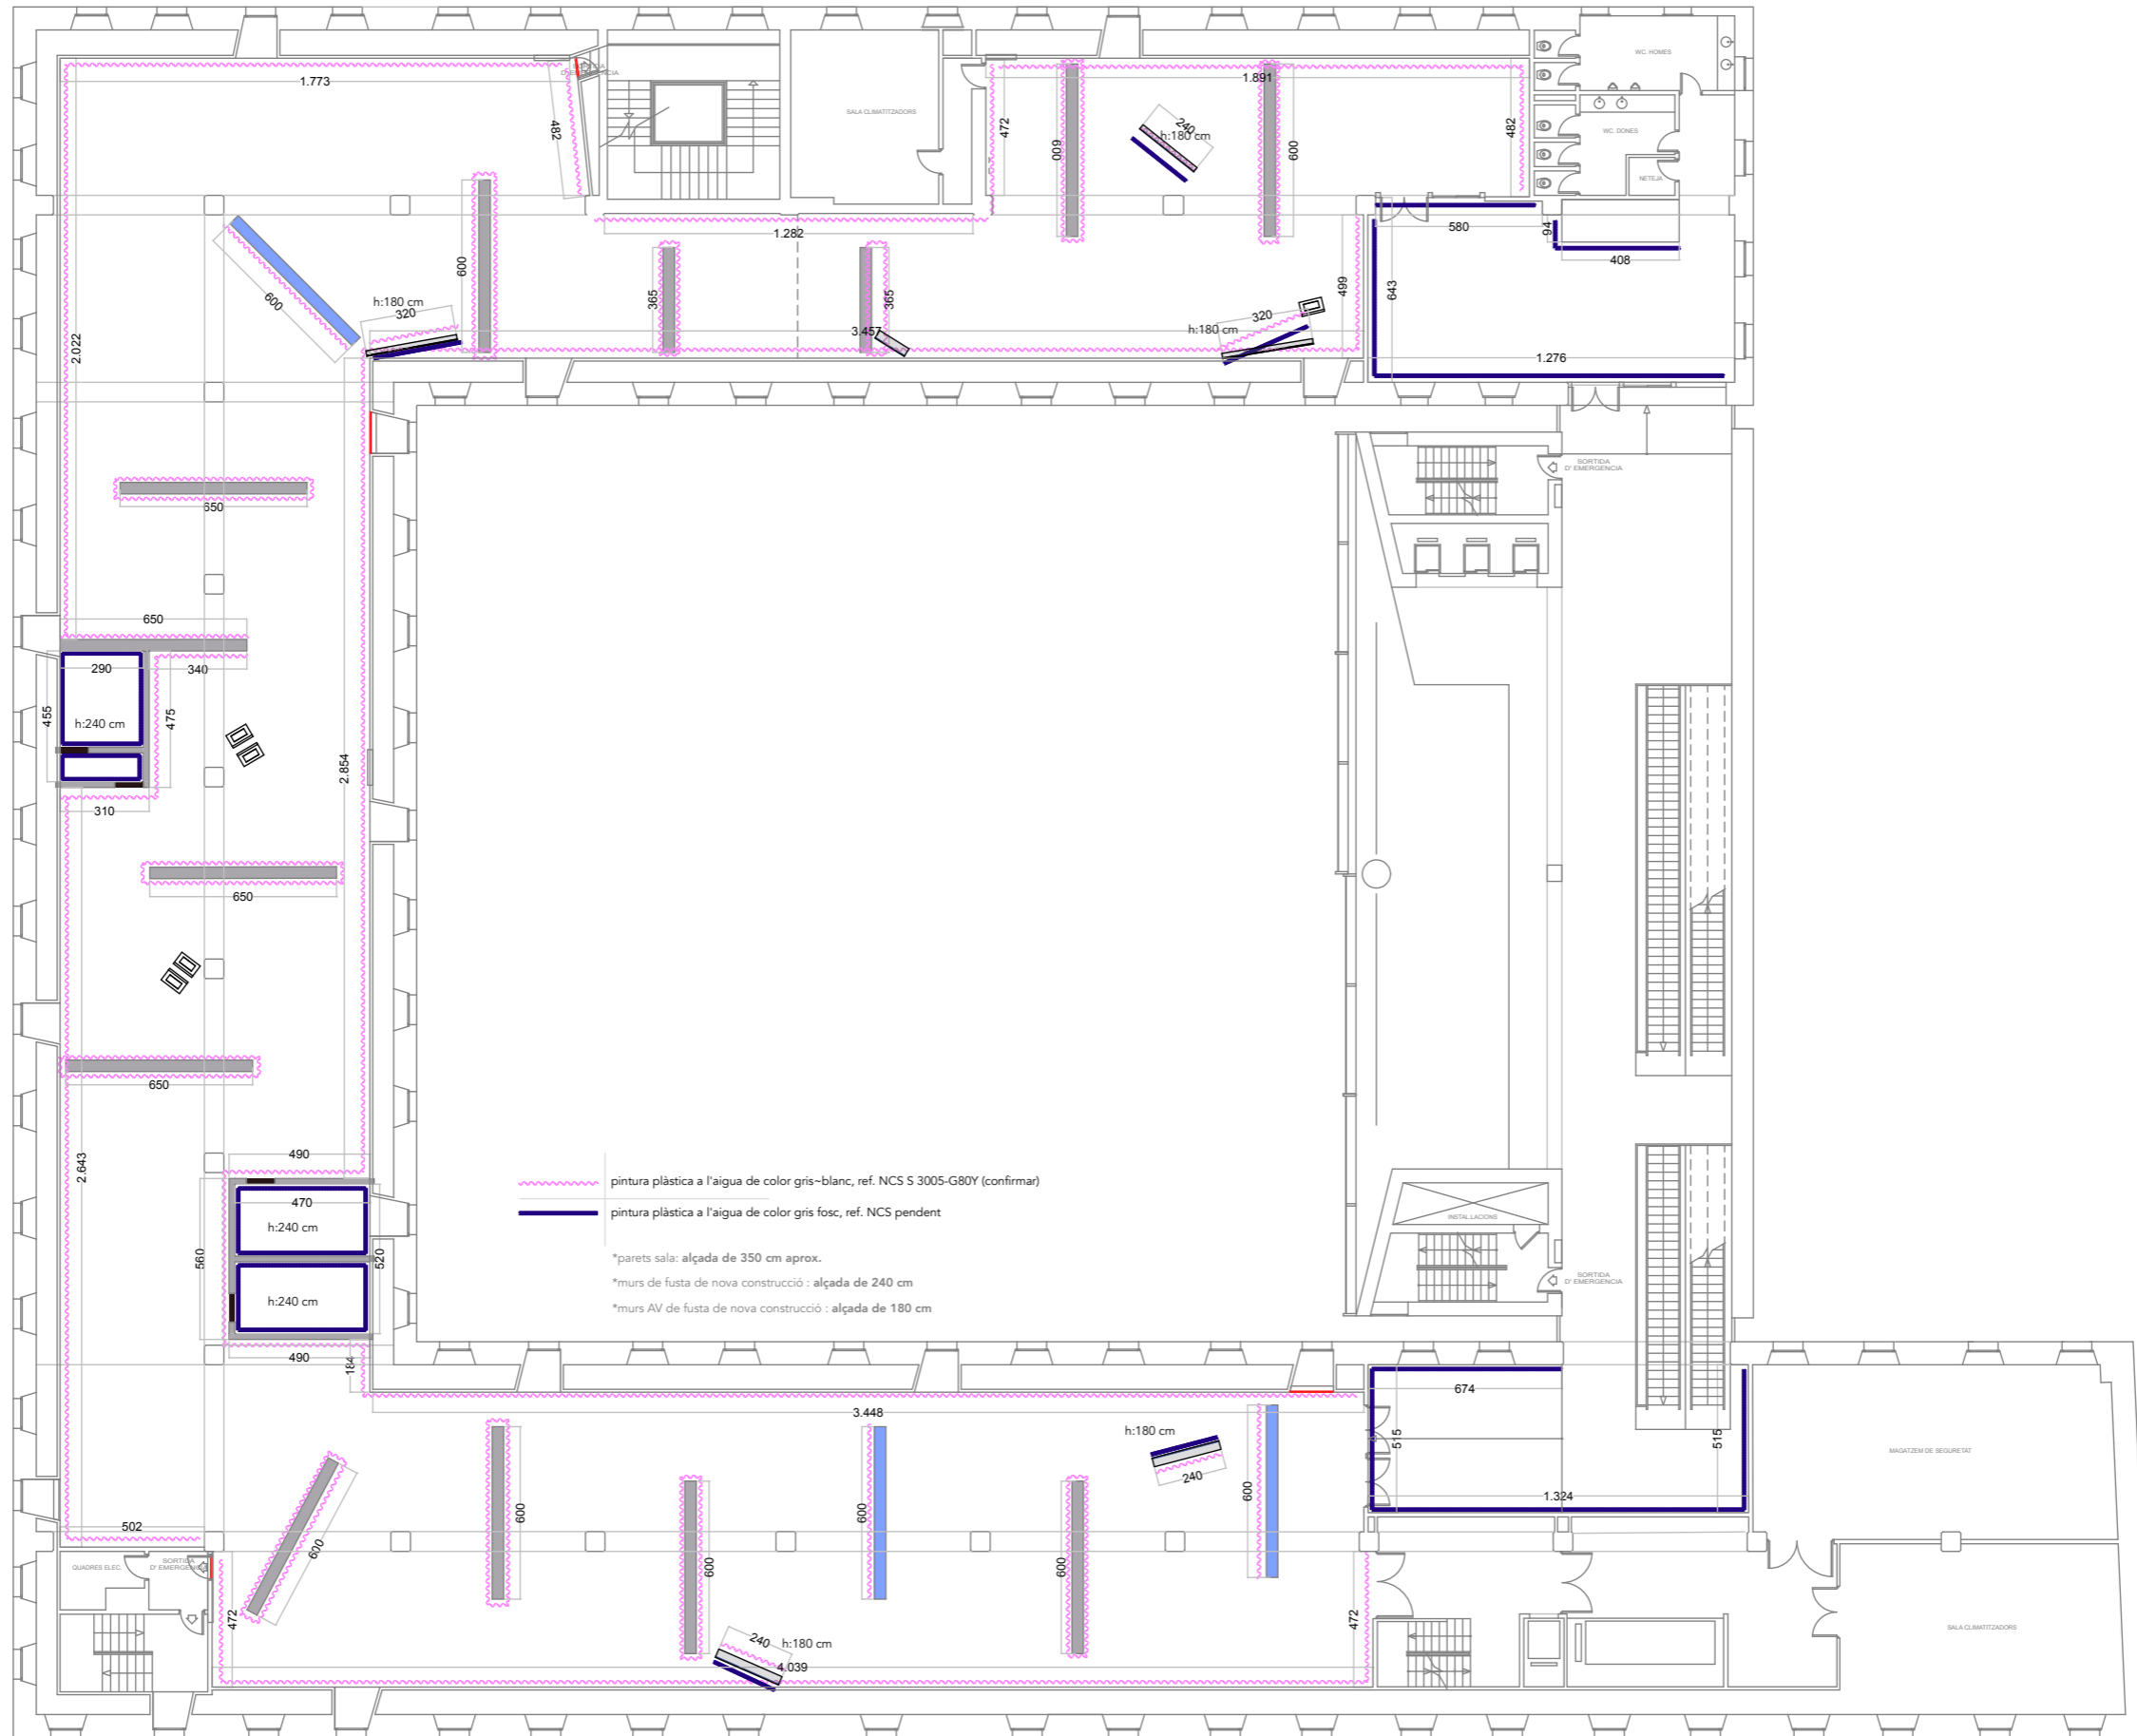 WC. HOMES
SORTIDA
D' EMERGENCIA
1.773
1.891
482
SALA CLIMATITZADORS
472
600
240
h:180 cm
600
482
WC. DONES
NETEJA
1.282
580
94
408
600
600
h:180 cm
320
365
365
3.457
h:180 cm
320
499
643
1.276
2.022
SORTIDA
D' EMERGENCIA
650
650
290
340
455
h:240 cm
475
2.854
310
650
650
2.643
490
470
h:240 cm
560
520
h:240 cm
490
184
pintura plàstica a l'aigua de color gris~blanc, ref. NCS S 3005-G80Y (confirmar)
pintura plàstica a l'aigua de color gris fosc, ref. NCS pendent
*parets sala: alçada de 350 cm aprox.
*murs de fusta de nova construcció : alçada de 240 cm
*murs AV de fusta de nova construcció : alçada de 180 cm
INSTAL.LACIONS
SORTIDA
D' EMERGENCIA
3.448
674
h:180 cm
240
515
515
MAGATZEM DE SEGURETAT
600
600
600
1.324
502
600
QUADRES ELEC.
SORTIDA
D' EMERGENCIA
600
600
472
472
240
h:180 cm
4.039
SALA CLIMATITZADORS